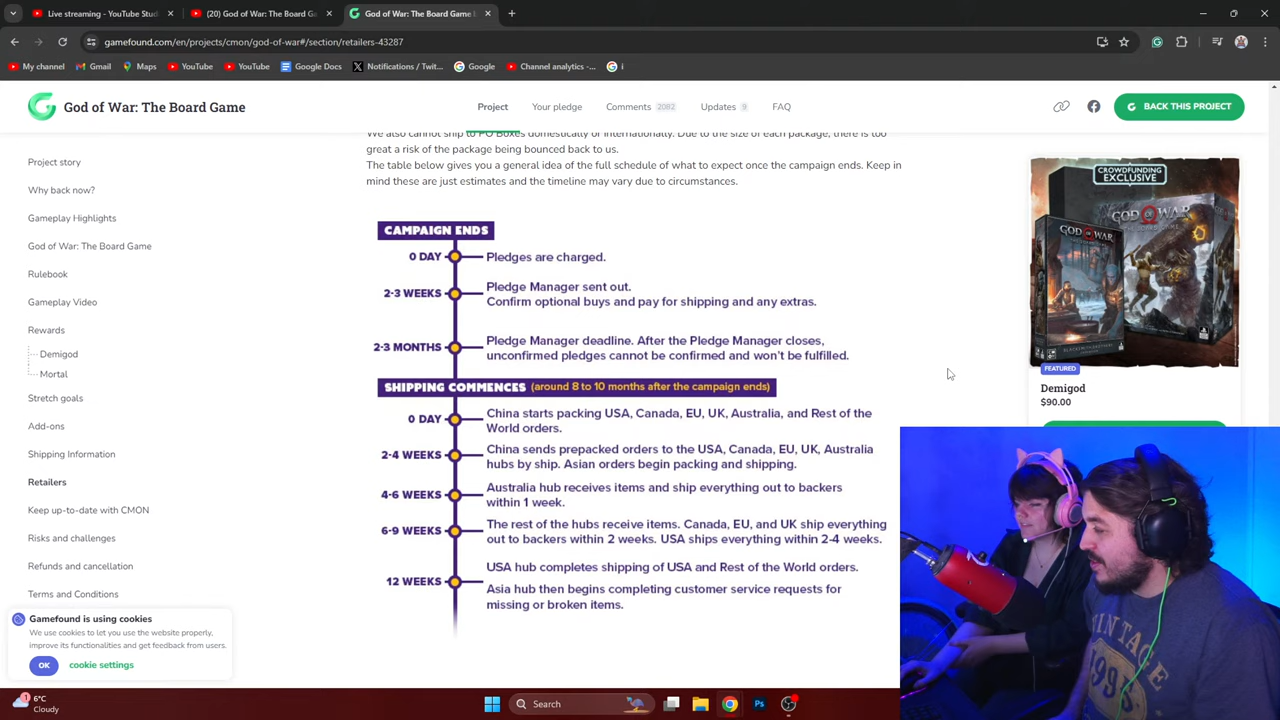 Live streaming - YouTube Stud
(20) God of War: The Board Ga
God of War: The Board Game
gamefound.com/en/projects/cmon/god-of-war#/section/retailers-43287
My channel
Gmail
Maps
YouTube
YouTube
Google Docs
Notifications / Twit...
Google
Channel analytics -...
God of War: The Board Game
Project
Your pledge
Comments 2082
Updates 9
FAQ
BACK THIS PROJECT
Project story
Why back now?
Gameplay Highlights
God of War: The Board Game
Rulebook
Gameplay Video
Rewards
Demigod
Mortal
Stretch goals
Add-ons
Shipping Information
Retailers
Keep up-to-date with CMON
Risks and challenges
Refunds and cancellation
Terms and Conditions
We also cannot ship to PO Boxes domestically or internationally. Due to the size of each package, there is too
great a risk of the package being bounced back to us.
The table below gives you a general idea of the full schedule of what to expect once the campaign ends. Keep in
mind these are just estimates and the timeline may vary due to circumstances.
CAMPAIGN ENDS
0 DAY
Pledges are charged.
2-3 WEEKS
Pledge Manager sent out.
Confirm optional buys and pay for shipping and any extras.
2-3 MONTHS
Pledge Manager deadline. After the Pledge Manager closes,
unconfirmed pledges cannot be confirmed and won't be fulfilled.
SHIPPING COMMENCES (around 8 to 10 months after the campaign ends)
0 DAY
China starts packing USA, Canada, EU, UK, Australia, and Rest of the
World orders.
2-4 WEEKS
China sends prepacked orders to the USA, Canada, EU, UK, Australia
hubs by ship. Asian orders begin packing and shipping.
4-6 WEEKS
Australia hub receives items and ship everything out to backers
within 1 week.
6-9 WEEKS
The rest of the hubs receive items. Canada, EU, and UK ship everything
out to backers within 2 weeks. USA ships everything within 2-4 weeks.
12 WEEKS
USA hub completes shipping of USA and Rest of the World orders.
Asia hub then begins completing customer service requests for
missing or broken items.
CROWDFUNDING
EXCLUSIVE
GOD OF WAR
GOD OF WAR
FEATURED
Demigod
$90.00
Gamefound is using cookies
We use cookies to let you use the website properly,
improve its functionalities and get feedback from users.
OK
cookie settings
1
6°C
Cloudy
Search
Ps
VINTAGE